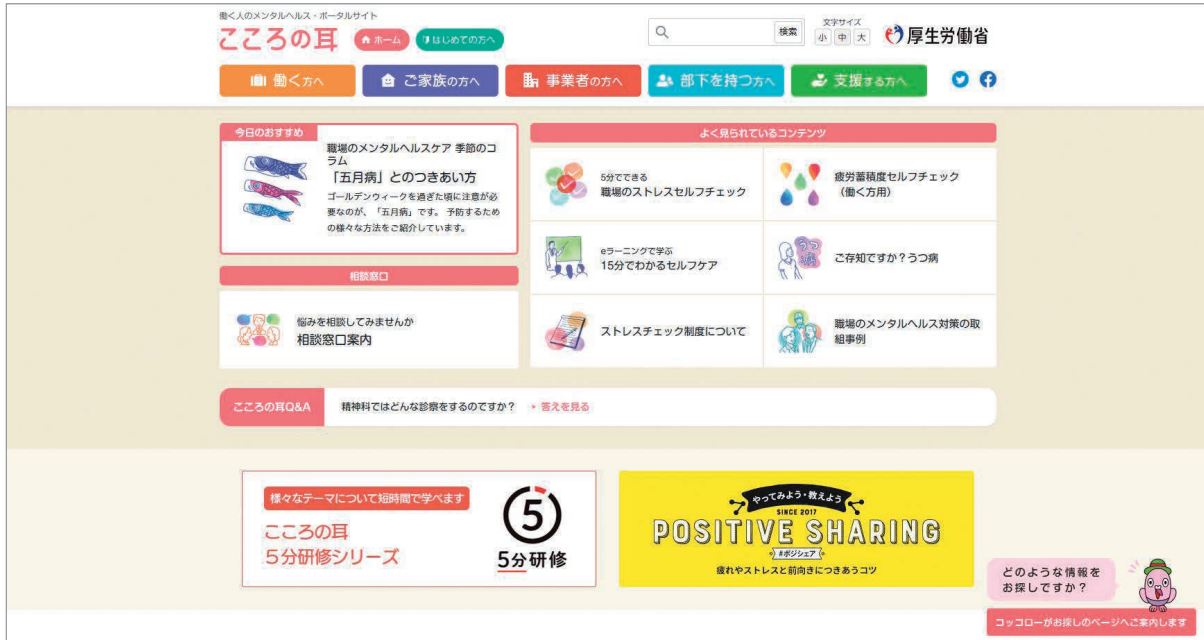 働く人のメンタルヘルス・ポータルサイト
こころの耳
ホーム
はじめての方へ
検索
文字サイズ
小 中 大
厚生労働省
働く方へ
ご家族の方へ
事業者の方へ
部下を持つ方へ
支援する方へ
今日のおすすめ
職場のメンタルヘルスケア 季節のコ
ラム
「五月病」とのつきあい方
ゴールデンウィークを過ぎた頃に注意が必
要なのが、「五月病」です。 予防するため
の様々な方法をご紹介しています。
相談窓口
悩みを相談してみませんか
相談窓口案内
よく見られているコンテンツ
5分でできる
職場のストレスセルフチェック
疲労蓄積度セルフチェック
（働く方用）
eラーニングで学ぶ
15分でわかるセルフケア
うつ病
ご存知ですか？うつ病
ストレスチェック制度について
職場のメンタルヘルス対策の取
組事例
こころの耳Q&A
精神科ではどんな診察をするのですか？
答えを見る
様々なテーマについて短時間で学べます
こころの耳
５分研修シリーズ
5
5分研修
やってみよう・教えよう
SINCE 2017
POSITIVE SHARING
#ポジシェア
疲れやストレスと前向きにつきあうコツ
どのような情報を
お探しですか？
コッコローがお探しのページへご案内します